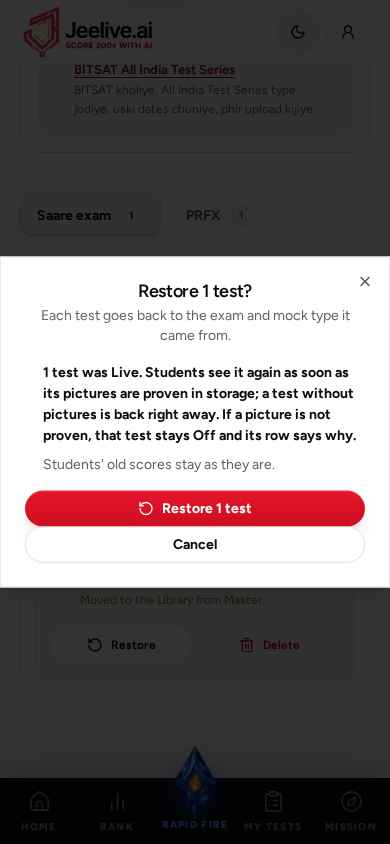 Jeelive.ai
SCORE 200+ WITH AI
BITSAT All India Test Series
BITSAT kholiye, All India Test Series type
jodiye, uski dates chuniye, phir upload kijiye.
Saare exam 1
PRFX 1
Restore 1 test?
Each test goes back to the exam and mock type it
came from.
1 test was Live. Students see it again as soon as
its pictures are proven in storage; a test without
pictures is back right away. If a picture is not
proven, that test stays Off and its row says why.
Students' old scores stay as they are.
Restore 1 test
Cancel
Moved to the Library from Master.
Restore
Delete
HOME
RANK
RAPID FIRE
MY TESTS
MISSION